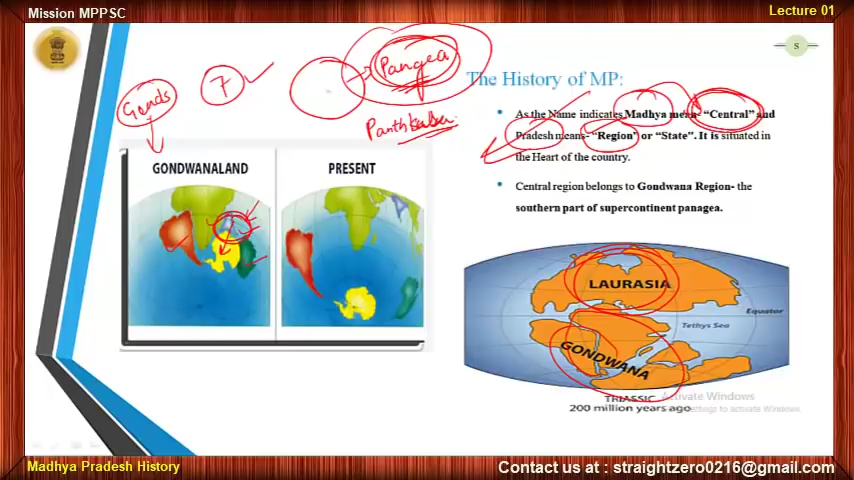 Mission MPPSC
Lecture 01
S
Gonds
7
Pangea
The History of MP:
As the Name indicates Madhya means- "Central" and
Pradesh means- "Region" or "State". It is situated in
the Heart of the country.
Central region belongs to Gondwana Region- the
southern part of supercontinent panagea.
GONDWANALAND
PRESENT
LAURASIA
Equator
Tethys Sea
GONDWANA
TRIASSIC
200 million years ago
Activate Windows
to activate Windows.
Madhya Pradesh History
Contact us at : straightzero0216@gmail.com